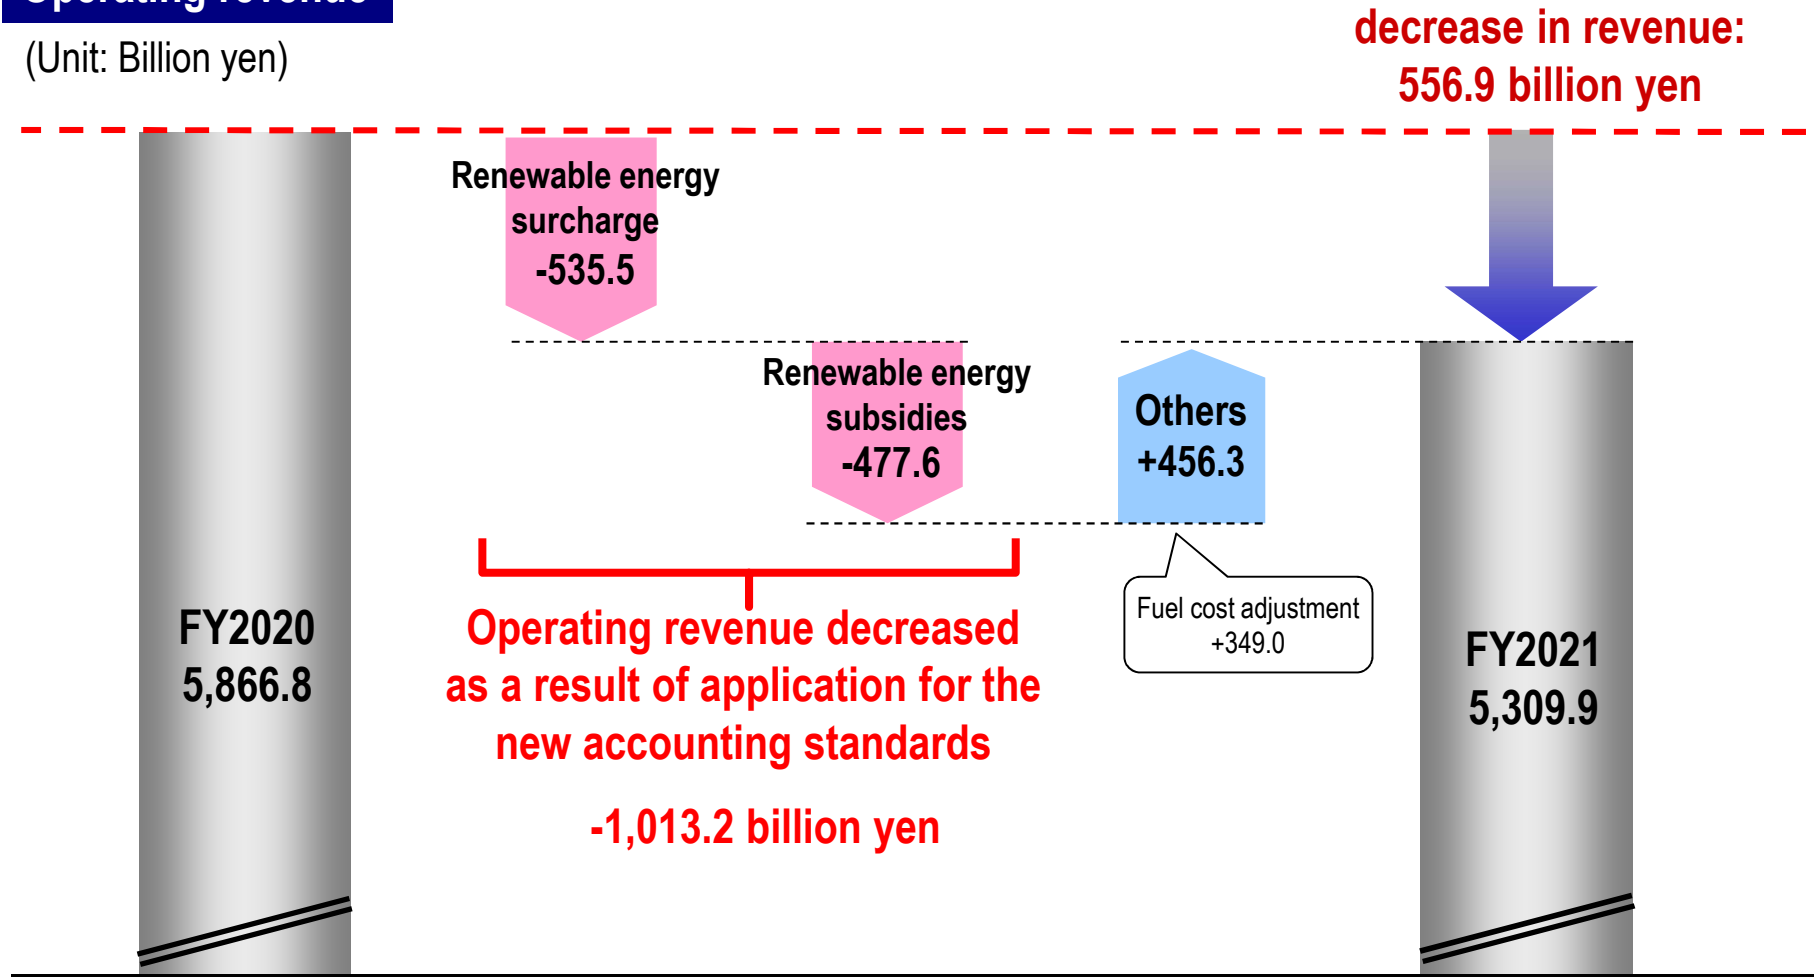 Operating revenue
(Unit: Billion yen)
decrease in revenue:
556.9 billion yen
Renewable energy
surcharge
-535.5
Renewable energy
subsidies
-477.6
Others
+456.3
Fuel cost adjustment
+349.0
FY2020
5,866.8
Operating revenue decreased
as a result of application for the
new accounting standards
-1,013.2 billion yen
FY2021
5,309.9